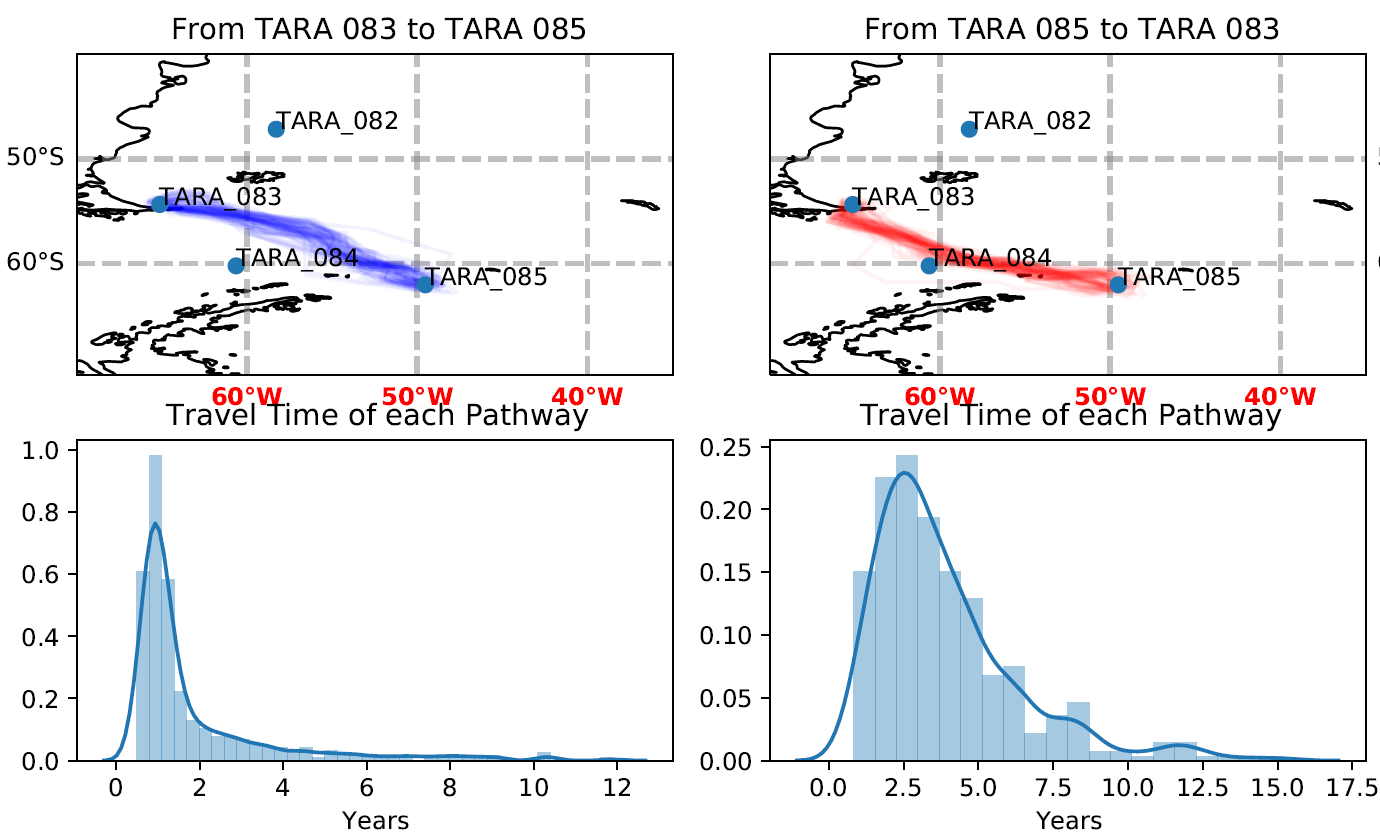 From TARA 083 to TARA 085
TARA_082
50°S
TARA_083
60°S
TARA_084
TARA_085
60°W
50°W
40°W
Travel Time of each Pathway
1.0
0.8
0.6
0.4
0.2
0.0
0
2
4
6
8
10
12
Years
From TARA 085 to TARA 083
TARA_082
TARA_083
TARA_084
TARA_085
60°W
50°W
40°W
Travel Time of each Pathway
0.25
0.20
0.15
0.10
0.05
0.00
0.0
2.5
5.0
7.5
10.0
12.5
15.0
17.5
Years